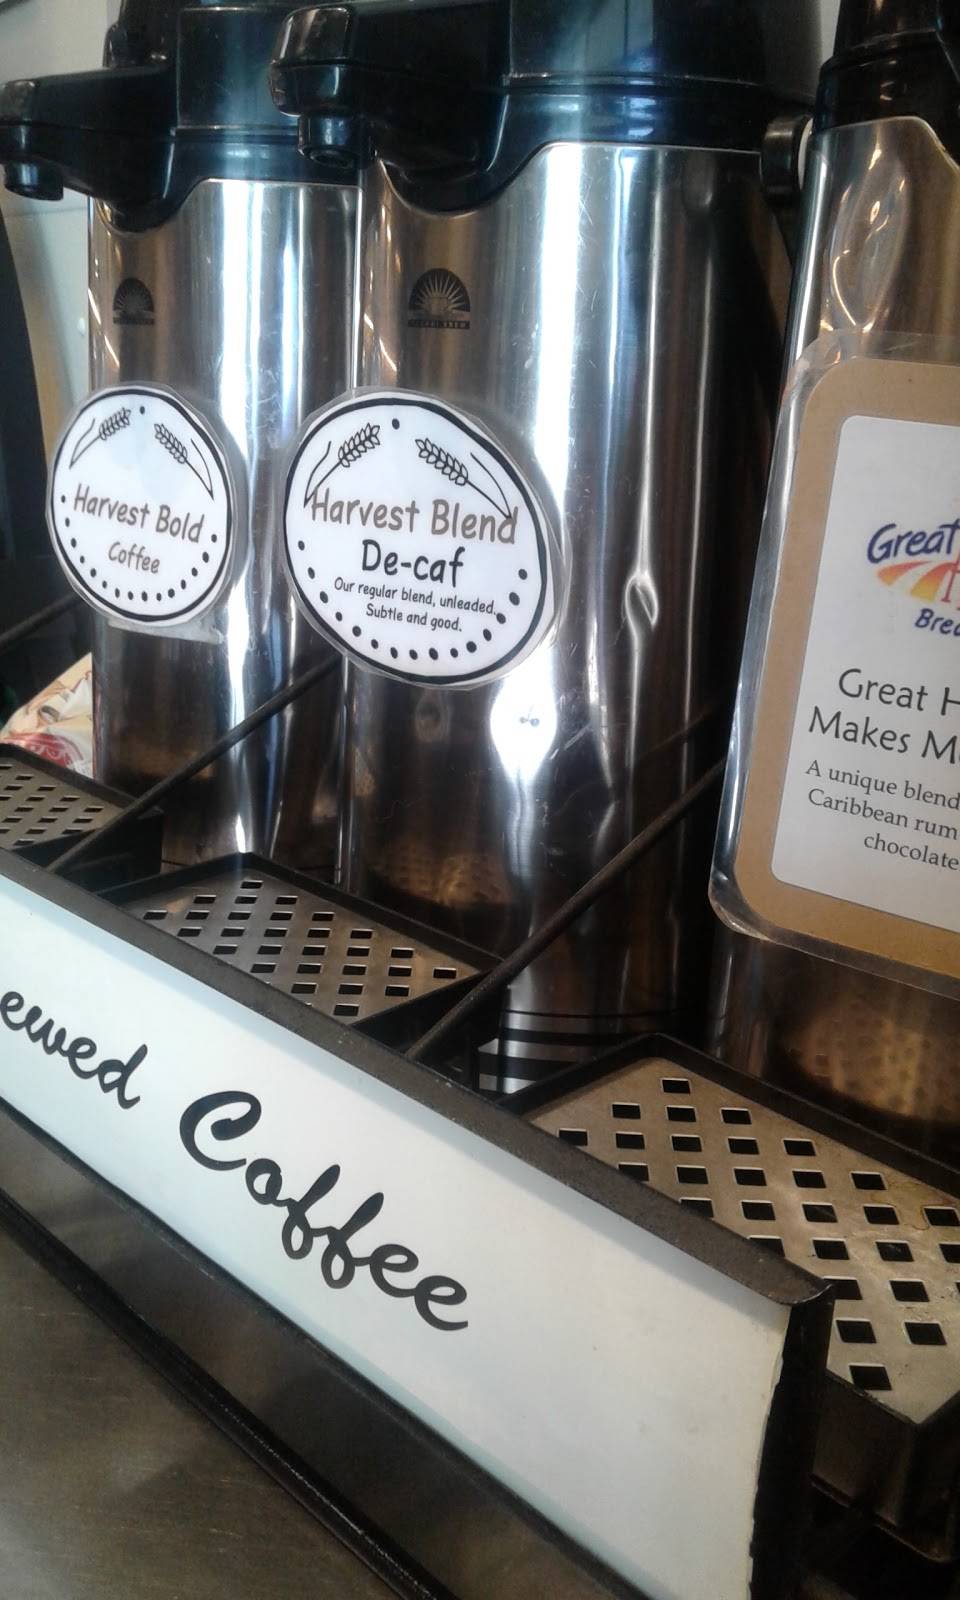 Harvest Bold
Coffee
Harvest Blend
De-caf
Our regular blend, unleaded.
Subtle and good.
Great
Great H
Makes M
A unique blend
Caribbean rum
chocolate
ewed Coffee